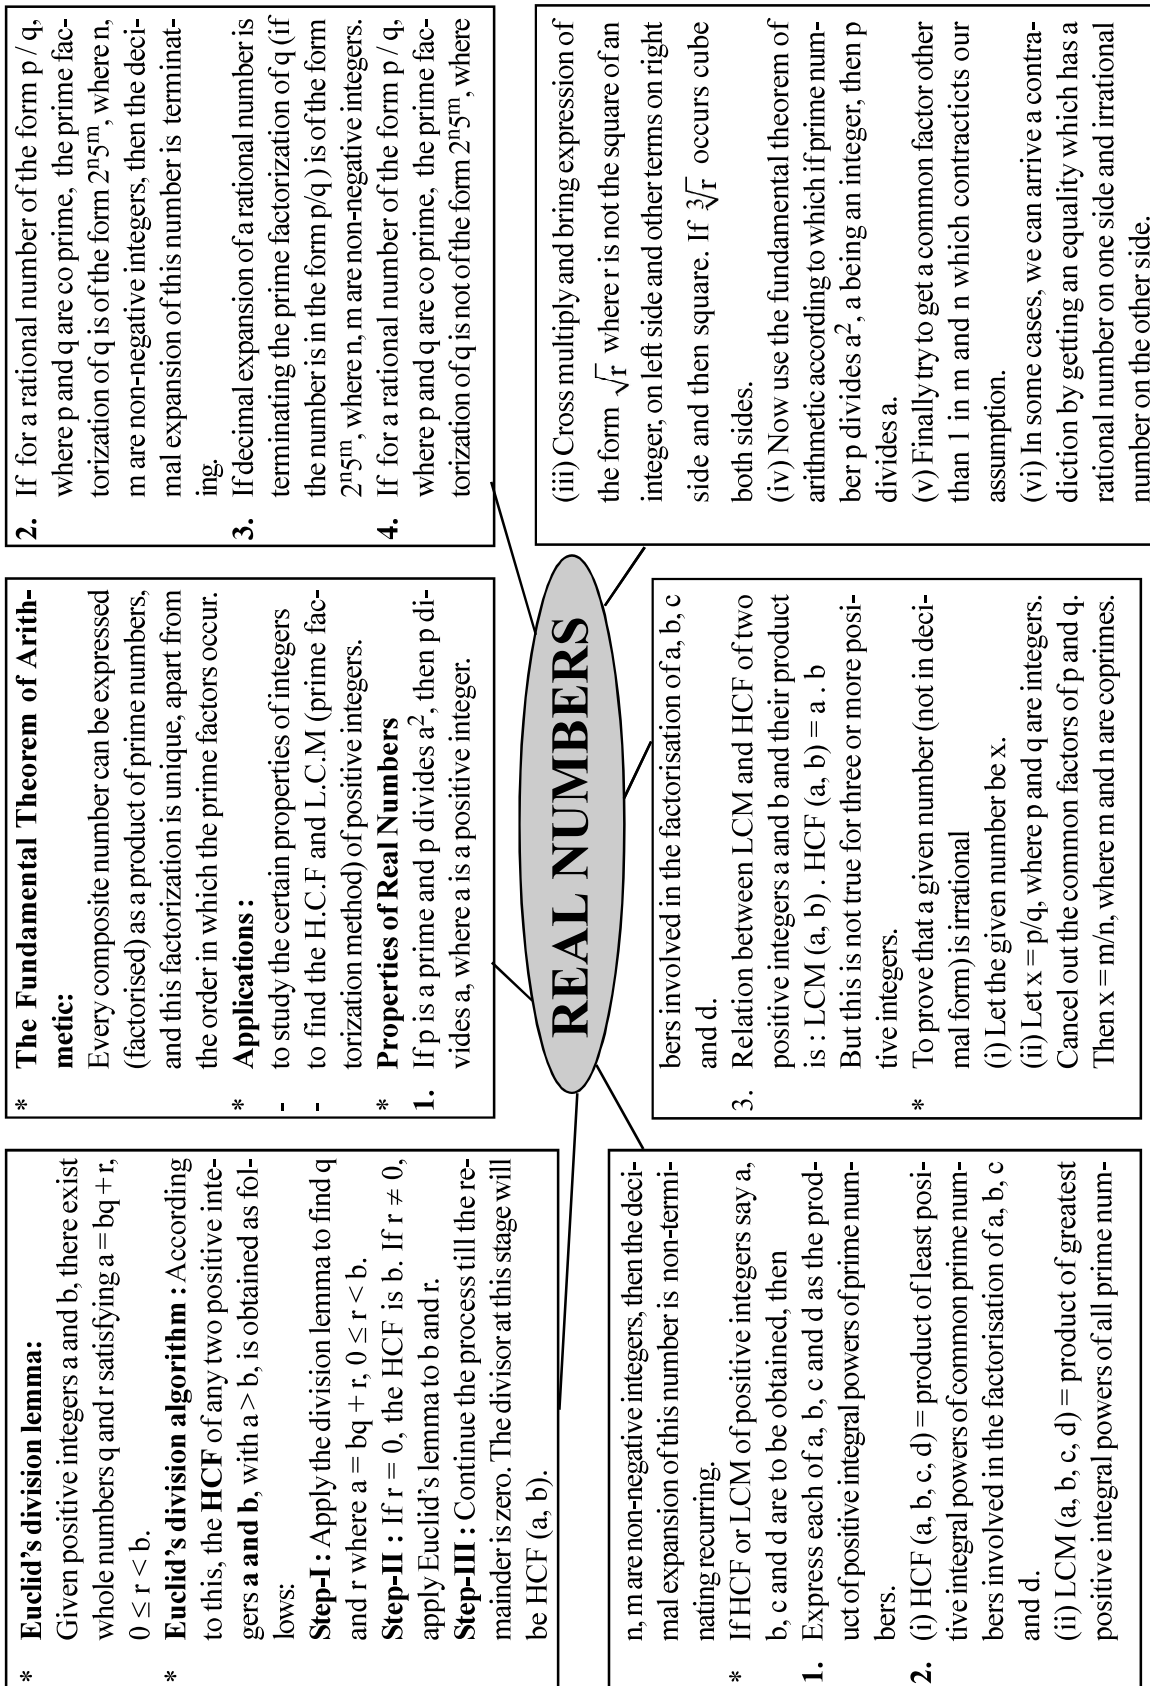 * Euclid's division lemma:
Given positive integers a and b, there exist
whole numbers q and r satisfying a = bq + r,
0 ≤ r < b.
* Euclid's division algorithm : According
to this, the HCF of any two positive inte-
gers a and b, with a > b, is obtained as fol-
lows:
Step-I : Apply the division lemma to find q
and r where a = bq + r, 0 ≤ r < b.
Step-II : If r = 0, the HCF is b. If r ≠ 0,
apply Euclid's lemma to b and r.
Step-III : Continue the process till the re-
mainder is zero. The divisor at this stage will
be HCF (a, b).
* The Fundamental Theorem of Arith-
metic:
Every composite number can be expressed
(factorised) as a product of prime numbers,
and this factorization is unique, apart from
the order in which the prime factors occur.
* Applications :
- to study the certain properties of integers
- to find the H.C.F and L.C.M (prime fac-
torization method) of positive integers.
* Properties of Real Numbers
1. If p is a prime and p divides a², then p di-
vides a, where a is a positive integer.
2. If for a rational number of the form p / q,
where p and q are co prime, the prime fac-
torization of q is of the form 2ⁿ5ᵐ, where n,
m are non-negative integers, then the deci-
mal expansion of this number is terminat-
ing.
3. If decimal expansion of a rational number is
terminating the prime factorization of q (if
the number is in the form p/q) is of the form
2ⁿ5ᵐ, where n, m are non-negative integers.
4. If for a rational number of the form p / q,
where p and q are co prime, the prime fac-
torization of q is not of the form 2ⁿ5ᵐ, where
REAL NUMBERS
n, m are non-negative integers, then the deci-
mal expansion of this number is non-termi-
nating recurring.
* If HCF or LCM of positive integers say a,
b, c and d are to be obtained, then
1. Express each of a, b, c and d as the prod-
uct of positive integral powers of prime num-
bers.
2. (i) HCF (a, b, c, d) = product of least posi-
tive integral powers of common prime num-
bers involved in the factorisation of a, b, c
and d.
(ii) LCM (a, b, c, d) = product of greatest
positive integral powers of all prime num-
bers involved in the factorisation of a, b, c
and d.
3. Relation between LCM and HCF of two
positive integers a and b and their product
is : LCM (a, b) . HCF (a, b) = a . b
But this is not true for three or more posi-
tive integers.
* To prove that a given number (not in deci-
mal form) is irrational
(i) Let the given number be x.
(ii) Let x = p/q, where p and q are integers.
Cancel out the common factors of p and q.
Then x = m/n, where m and n are coprimes.
(iii) Cross multiply and bring expression of
the form √r where r is not the square of an
integer, on left side and other terms on right
side and then square. If ∛r occurs cube
both sides.
(iv) Now use the fundamental theorem of
arithmetic according to which if prime num-
ber p divides a², a being an integer, then p
divides a.
(v) Finally try to get a common factor other
than 1 in m and n which contracticts our
assumption.
(vi) In some cases, we can arrive a contra-
diction by getting an equality which has a
rational number on one side and irrational
number on the other side.